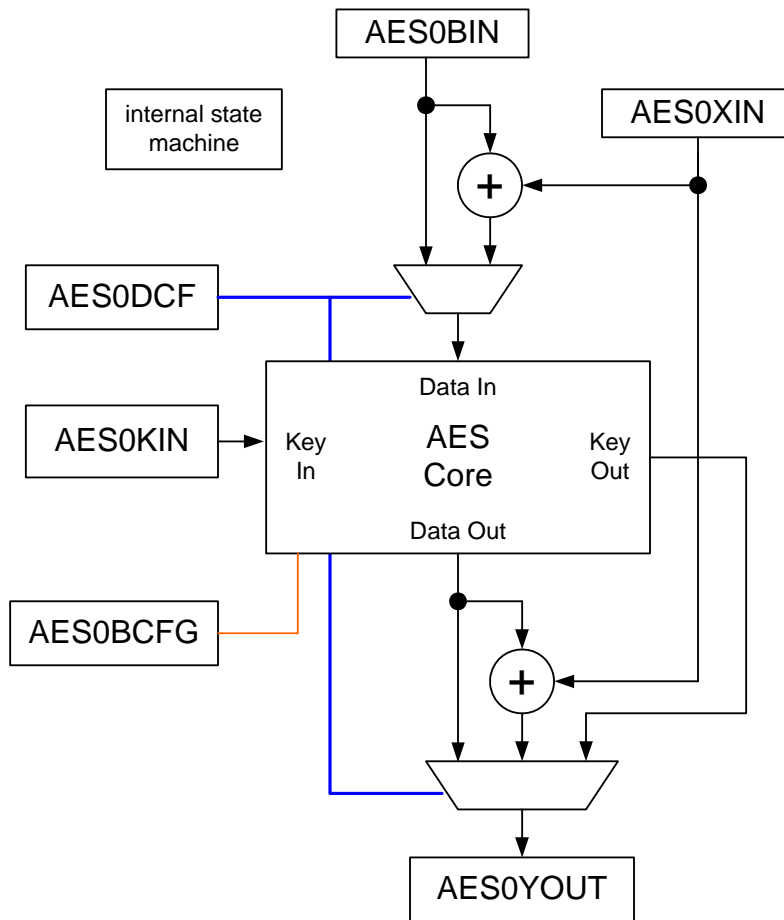 AES0BIN
internal state
machine
AES0XIN
+
AES0DCF
Data In
AES0KIN
Key
In
AES
Core
Key
Out
Data Out
AES0BCFG
+
AES0YOUT